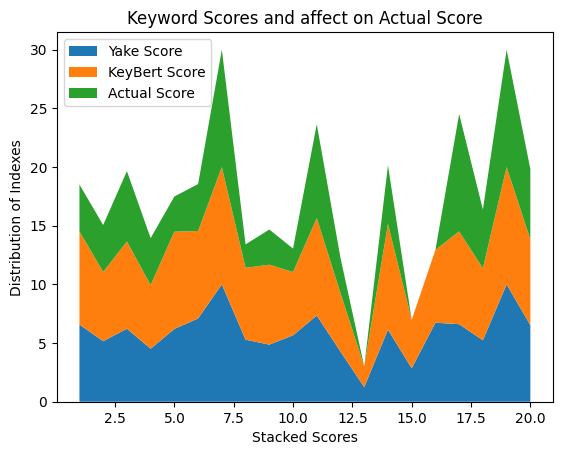 Keyword Scores and affect on Actual Score
Yake Score
KeyBert Score
Actual Score
Distribution of Indexes
30
25
20
15
10
5
0
2.5 5.0 7.5 10.0 12.5 15.0 17.5 20.0
Stacked Scores